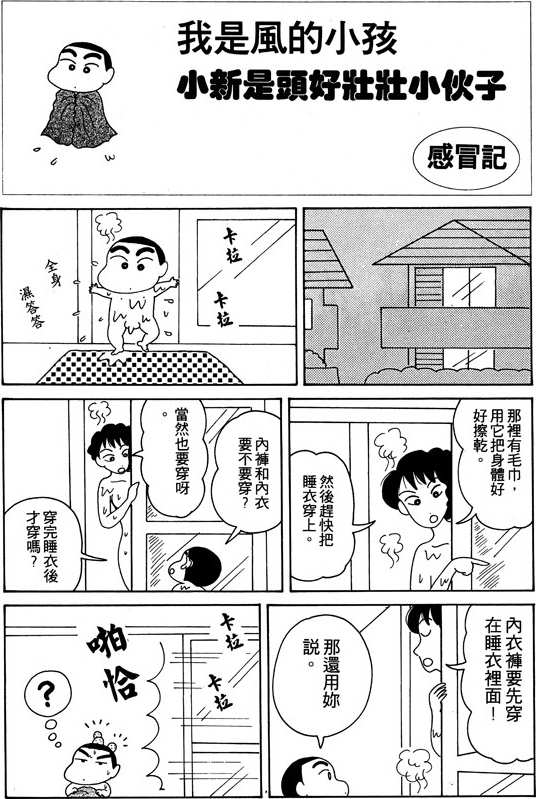 我是風的小孩
小新是頭好壯壯小伙子
感冒記
卡拉
卡拉
全身
濕答答
那裡有毛巾，
用它把身體好
好擦乾。
然後趕快把
睡衣穿上。
內褲和內衣
要不要穿？
當然也要穿呀
。
穿完睡衣後
才穿嗎？
內衣褲要先穿
在睡衣裡面！
那還用妳
説。
卡拉
卡拉
啪恰
？